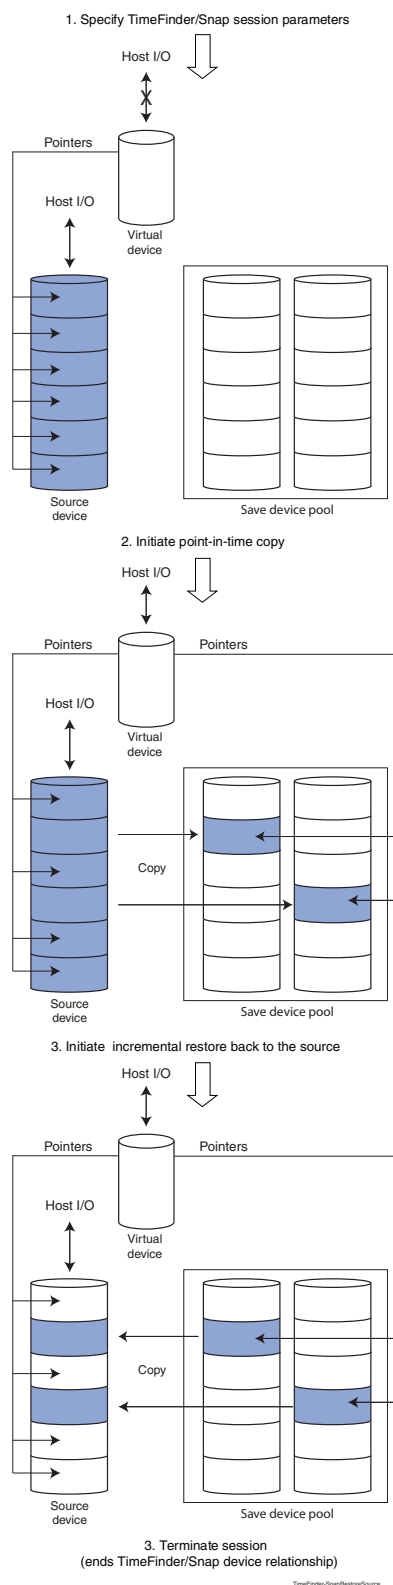 1. Specify TimeFinder/Snap session parameters
Host I/O
X
Pointers
Virtual
device
Host I/O
Source
device
Save device pool
2. Initiate point-in-time copy
Host I/O
Pointers
Pointers
Virtual
device
Host I/O
Copy
Source
device
Save device pool
3. Initiate incremental restore back to the source
Host I/O
Pointers
Pointers
Virtual
device
Host I/O
Copy
Source
device
Save device pool
3. Terminate session
(ends TimeFinder/Snap device relationship)
TimeFinder-SnapRestoreSource